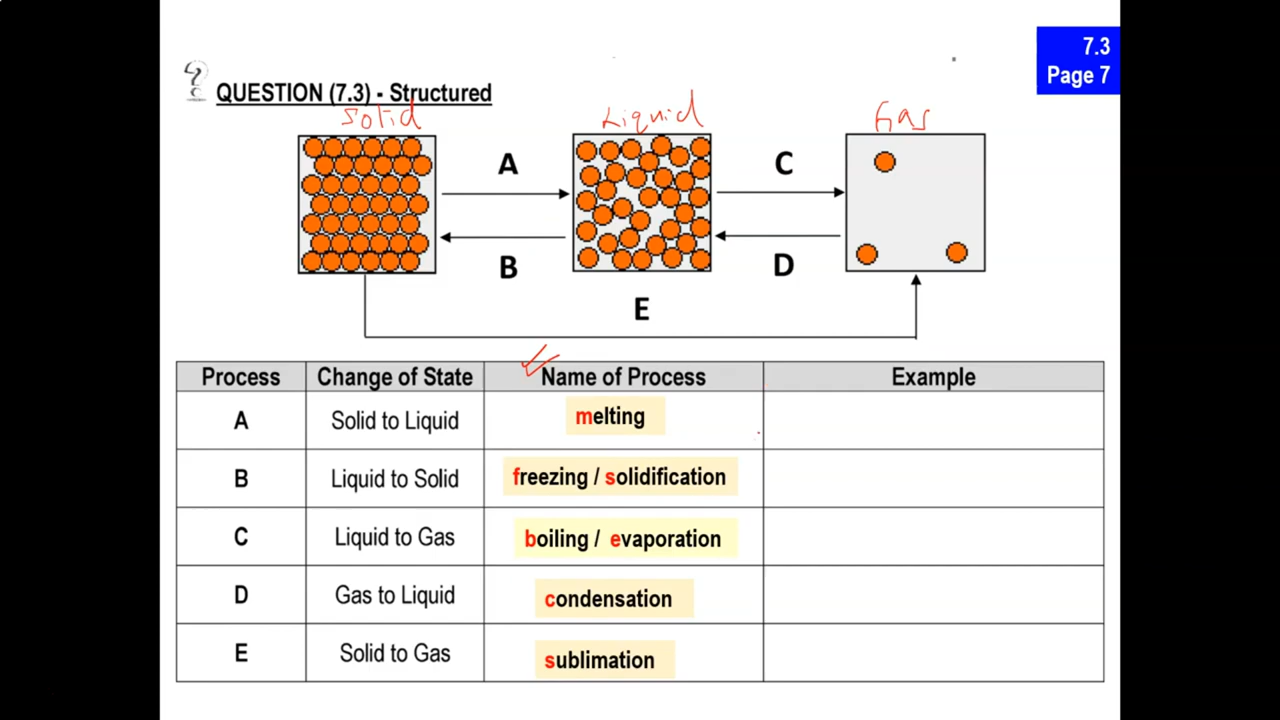 7.3
Page 7
QUESTION (7.3) - Structured
Solid
Liquid
Gas
A
C
B
D
E
Process Change of State Name of Process Example
A Solid to Liquid melting
B Liquid to Solid freezing / solidification
C Liquid to Gas boiling / evaporation
D Gas to Liquid condensation
E Solid to Gas sublimation